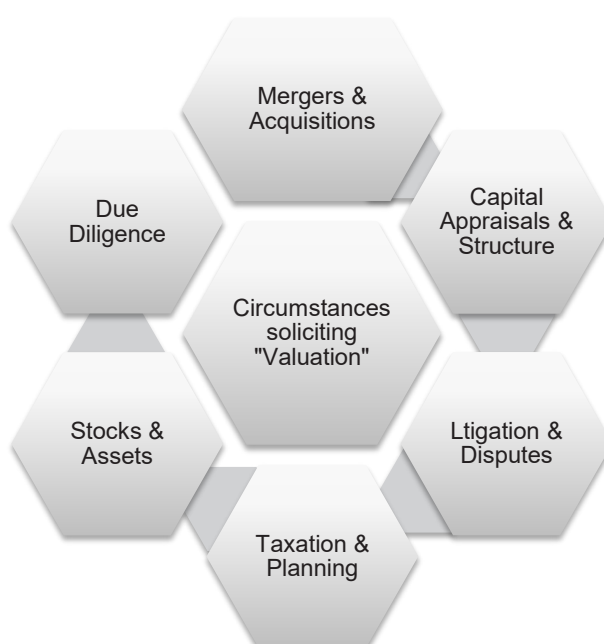 Mergers &
Acquisitions
Capital
Appraisals &
Structure
Due
Diligence
Circumstances
soliciting
"Valuation"
Ltigation &
Disputes
Stocks &
Assets
Taxation &
Planning